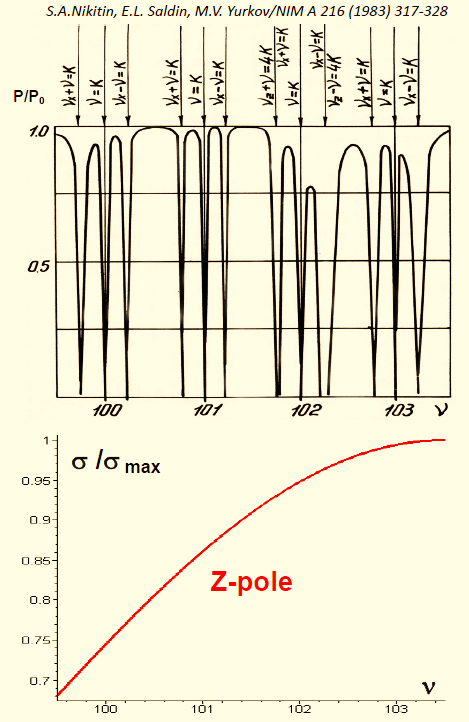 S.A.Nikitin, E.L. Saldin, M.V. Yurkov/NIM A 216 (1983) 317-328
νx+ν=K
ν=K
νx-ν=K
νx+ν=K
ν=K
νx-ν=K
νz+ν=4K
νx+ν=K
ν=K
νx-ν=K
νz-ν=4K
νx+ν=K
ν=K
νx-ν=K
P/P₀
1.0
0.5
100 101 102 103 ν
σ /σ max
1
0.95
0.9
0.85
0.8
0.75
0.7
Z-pole
ν
100 101 102 103